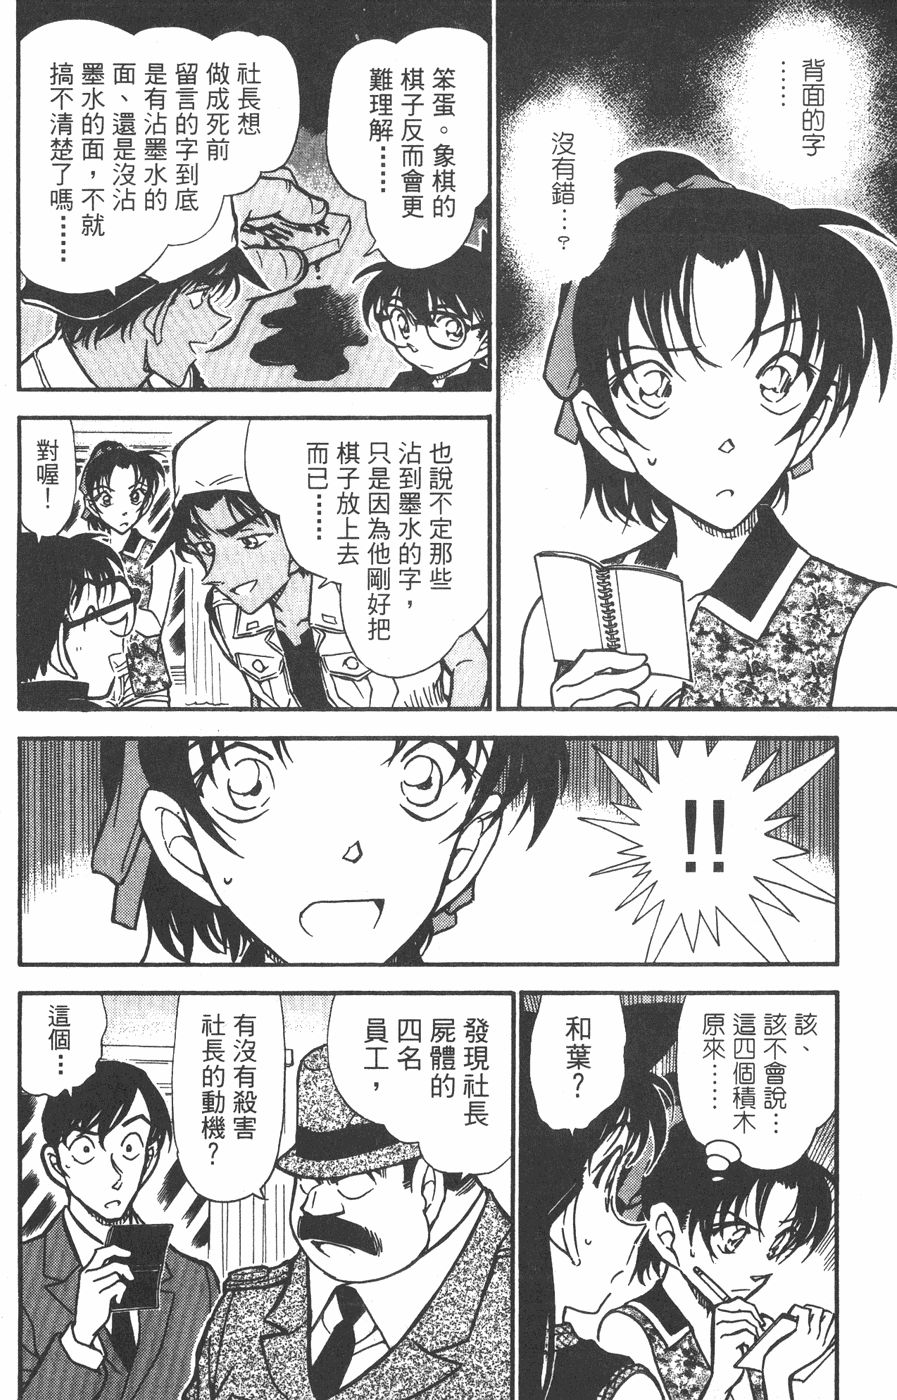 背面的字
……
沒有錯…?
笨蛋。象棋的
棋子反而會更
難理解……
社長想
做成死前
留言的字到底
是有沾墨水的
面、還是沒沾
墨水的面，不就
搞不清楚了嗎……
也說不定那些
沾到墨水的字，
只是因為他剛好把
棋子放上去
而已……
對喔！
!!
該、
該不會說…
這四個積木
原來……
和葉？
發現社長
屍體的
四名
員工，
有沒有殺害
社長的動機？
這個…